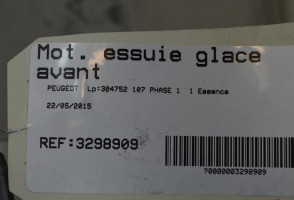 Mot. essuie glace
avant
PEUGEOT Lp:304752 107 PHASE 1 1 Essence
22/05/2015
REF:3298909
?0000003298909